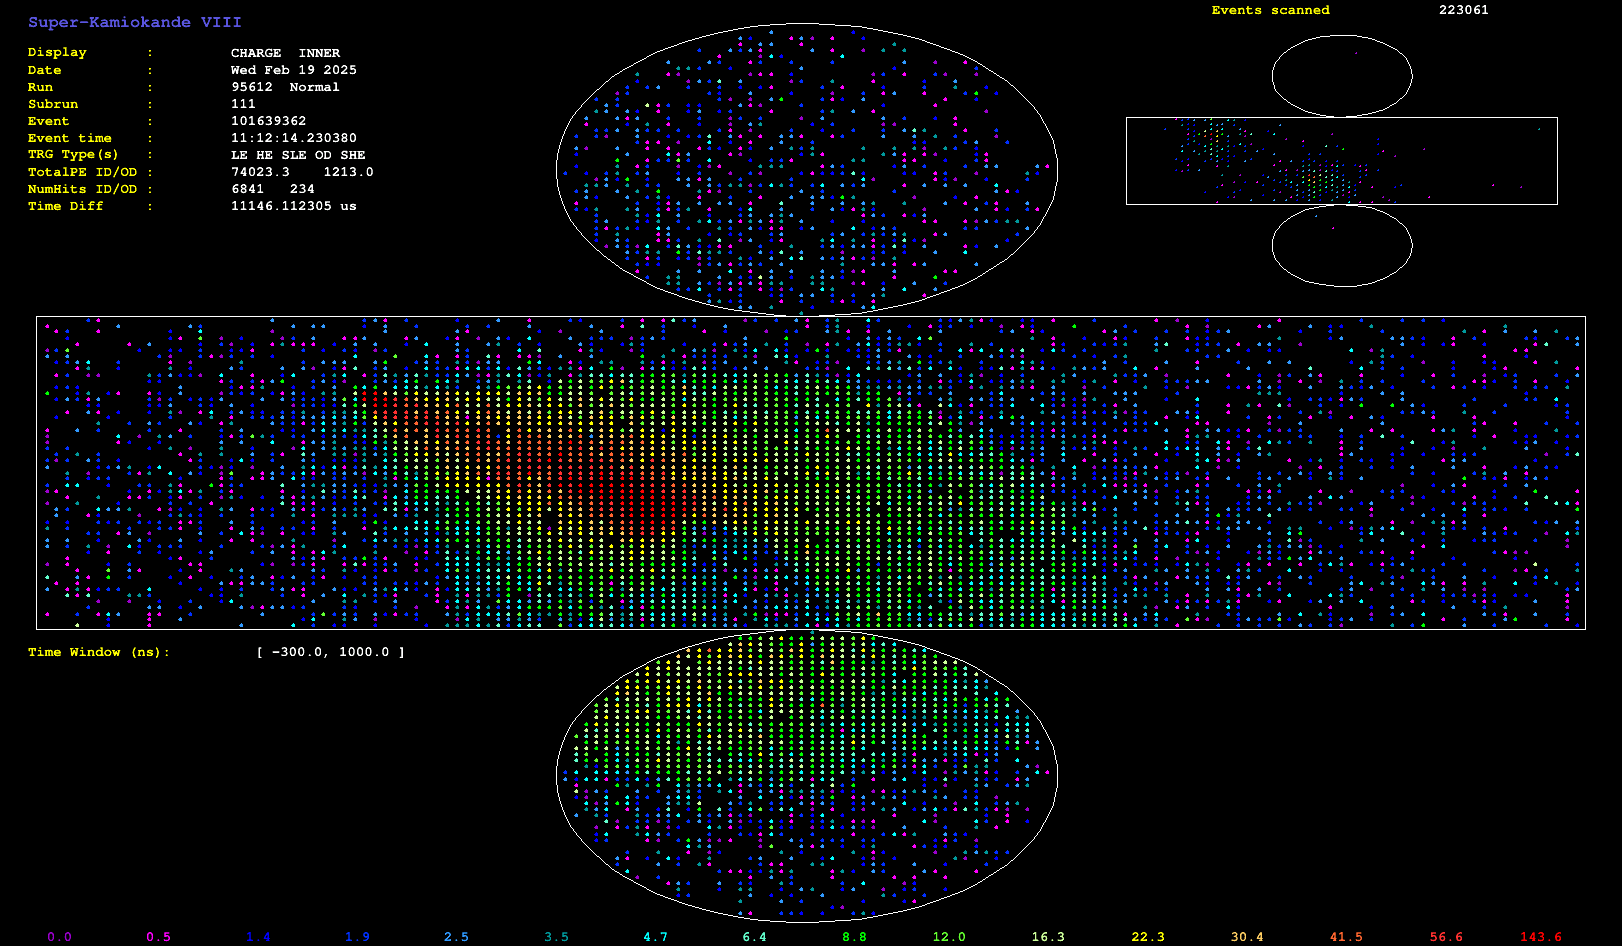 Super-Kamiokande VIII
Events scanned 223061
Display : CHARGE INNER
Date : Wed Feb 19 2025
Run : 95612 Normal
Subrun : 111
Event : 101639362
Event time : 11:12:14.230380
TRG Type(s) : LE HE SLE OD SHE
TotalPE ID/OD : 74023.3 1213.0
NumHits ID/OD : 6841 234
Time Diff : 11146.112305 us
Time Window (ns): [ -300.0, 1000.0 ]
0.0 0.5 1.4 1.9 2.5 3.5 4.7 6.4 8.8 12.0 16.3 22.3 30.4 41.5 56.6 143.6